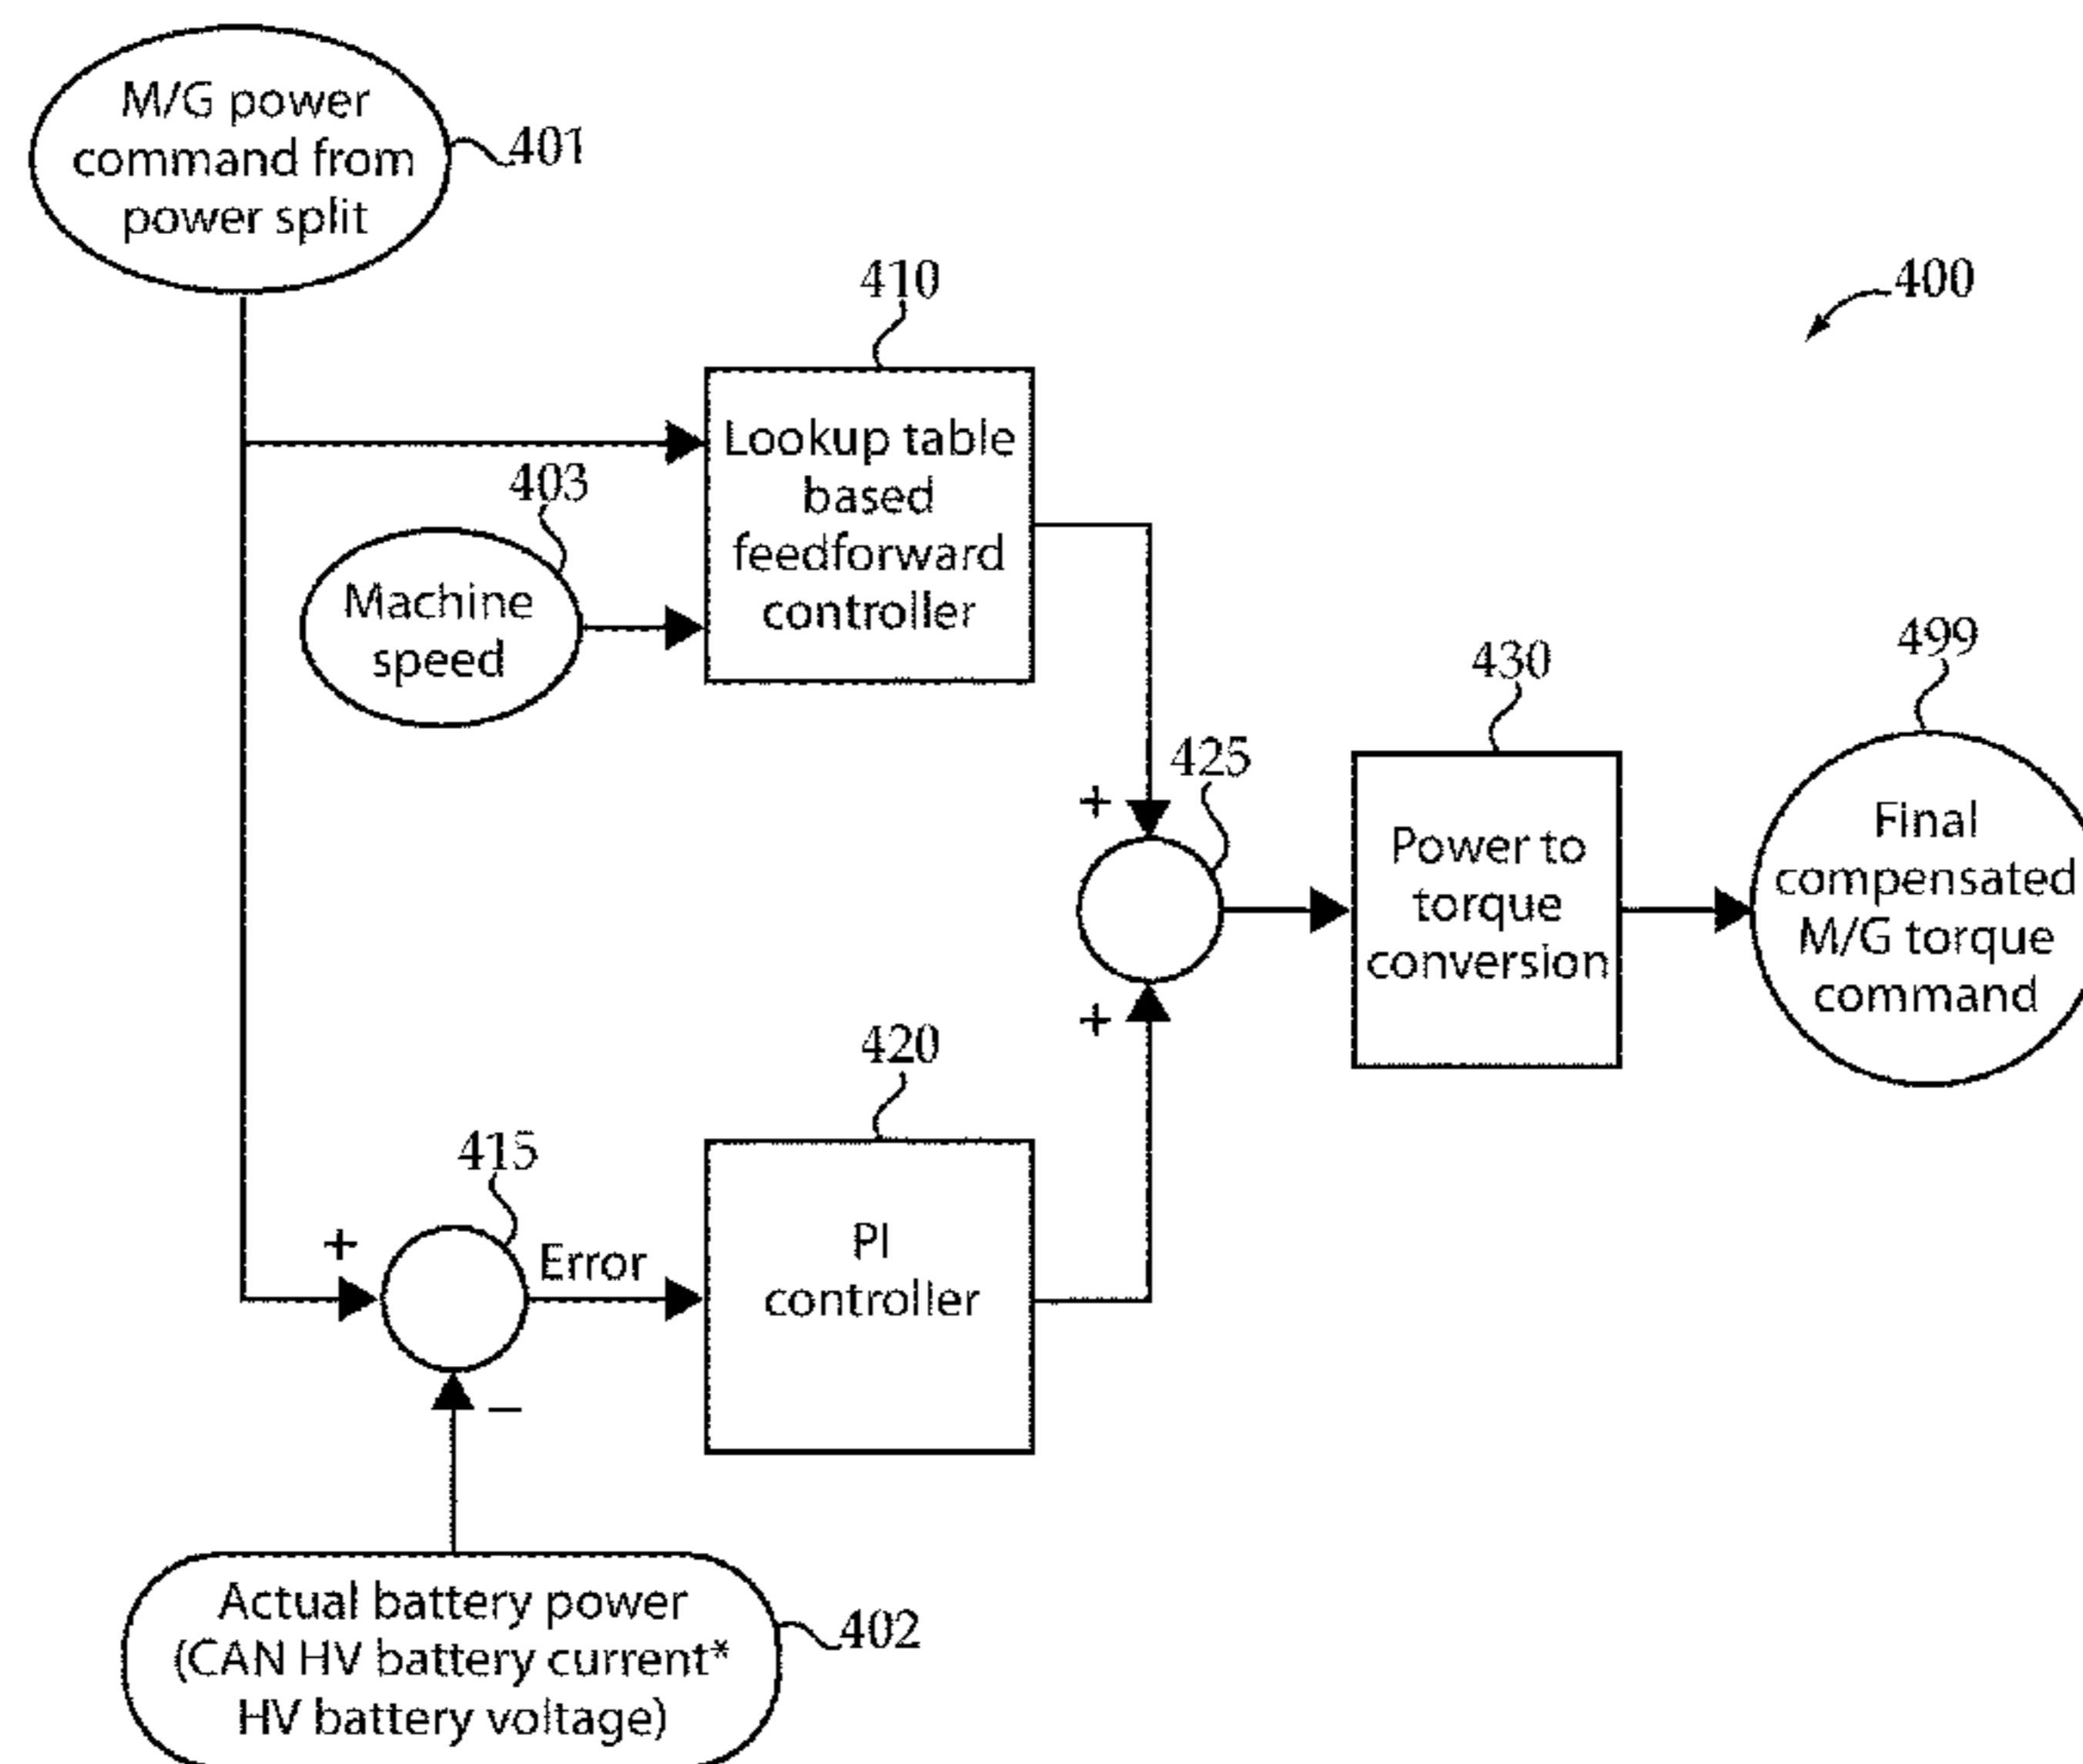 M/G power
command from
power split
401
410
400
Lookup table
based
feedforward
controller
403
Machine
speed
499
430
425
+
Power to
torque
conversion
Final
compensated
M/G torque
command
+
420
415
+
Error
PI
controller
−
Actual battery power
(CAN HV battery current*
HV battery voltage)
402